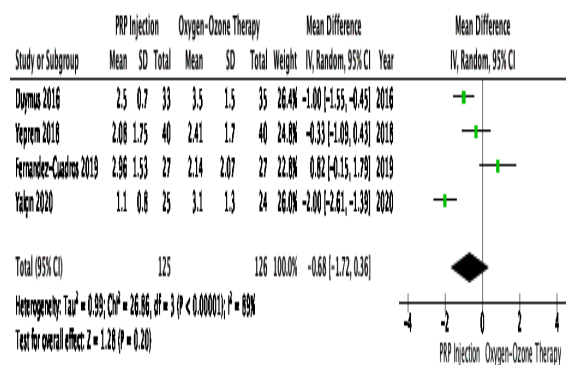 PRP Injection Oxygen-Ozone Therapy Mean Difference Mean Difference
Study or Subgroup Mean SD Total Mean SD Total Weight IV, Random, 95% CI Year IV, Random, 95% CI
Duymus 2016 2.5 0.7 33 3.5 1.5 35 26.4% -1.00 [-1.55, -0.45] 2016
Yeprem 2018 2.08 1.75 40 2.41 1.7 40 24.8% -0.33 [-1.09, 0.43] 2018
Fernandez-Cuadros 2019 2.96 1.53 27 2.14 2.07 27 22.8% 0.82 [-0.15, 1.79] 2019
Yalçın 2020 1.1 0.8 25 3.1 1.3 24 26.0% -2.00 [-2.61, -1.39] 2020
Total (95% CI) 125 126 100.0% -0.68 [-1.72, 0.36]
Heterogeneity: Tau² = 0.99; Chi² = 26.86, df = 3 (P < 0.00001); I² = 89%
Test for overall effect: Z = 1.28 (P = 0.20)
-4 -2 0 2 4
PRP Injection Oxygen-Ozone Therapy